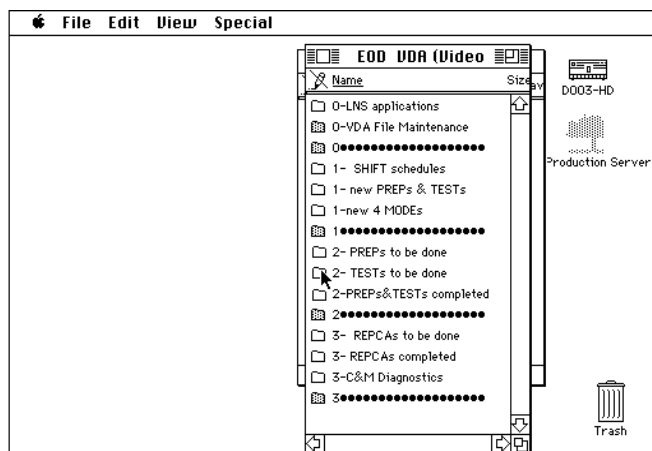 File Edit View Special
EOD VDA (Video
Name Size
av
0-LNS applications
0-VDA File Maintenance
0●●●●●●●●●●●●●●●●●●●
1- SHIFT schedules
1- new PREPs & TESTs
1-new 4 MODEs
1●●●●●●●●●●●●●●●●●●●
2- PREPs to be done
2- TESTs to be done
2-PREPs&TESTs completed
2●●●●●●●●●●●●●●●●●●●
3- REPCAs to be done
3- REPCAs completed
3-C&M Diagnostics
3●●●●●●●●●●●●●●●●●●●
D003-HD
Production Server
Trash